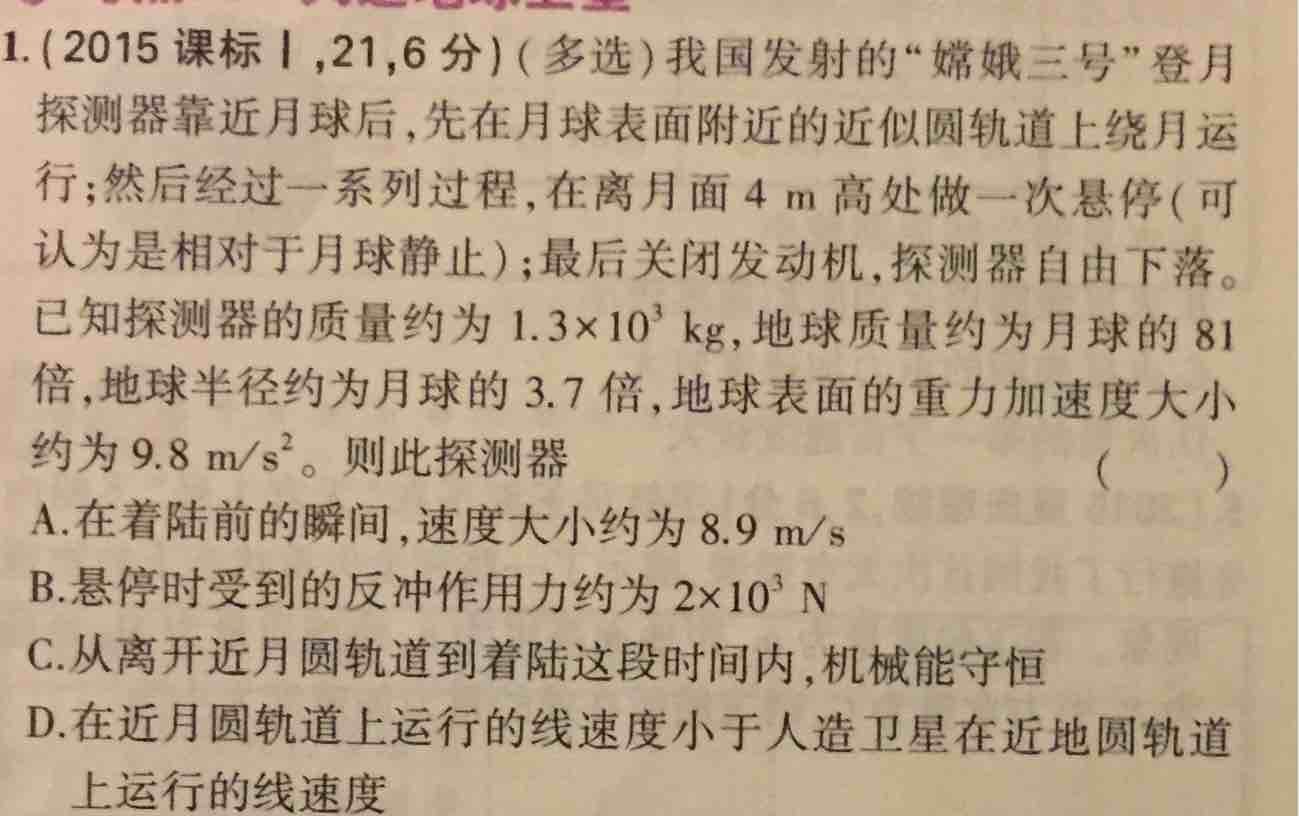 1.(2015 课标Ⅰ,21,6 分)(多选)我国发射的“嫦娥三号”登月
探测器靠近月球后,先在月球表面附近的近似圆轨道上绕月运
行;然后经过一系列过程,在离月面 4 m 高处做一次悬停(可
认为是相对于月球静止);最后关闭发动机,探测器自由下落。
已知探测器的质量约为 1.3×10³ kg,地球质量约为月球的 81
倍,地球半径约为月球的 3.7 倍,地球表面的重力加速度大小
约为 9.8 m/s²。则此探测器 ( )
A.在着陆前的瞬间,速度大小约为 8.9 m/s
B.悬停时受到的反冲作用力约为 2×10³ N
C.从离开近月圆轨道到着陆这段时间内,机械能守恒
D.在近月圆轨道上运行的线速度小于人造卫星在近地圆轨道
上运行的线速度